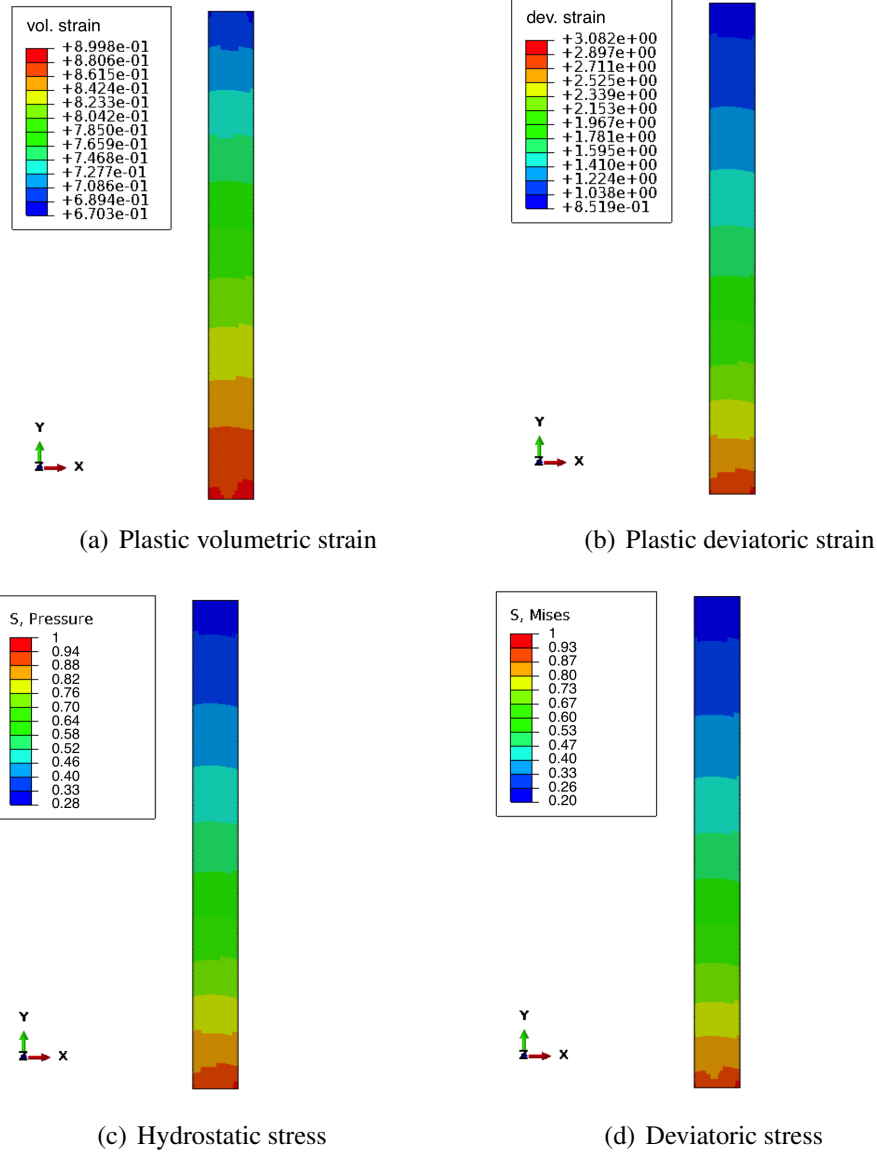 vol. strain
+8.998e-01
+8.806e-01
+8.615e-01
+8.424e-01
+8.233e-01
+8.042e-01
+7.850e-01
+7.659e-01
+7.468e-01
+7.277e-01
+7.086e-01
+6.894e-01
+6.703e-01
Y
Z X
(a) Plastic volumetric strain
dev. strain
+3.082e+00
+2.897e+00
+2.711e+00
+2.525e+00
+2.339e+00
+2.153e+00
+1.967e+00
+1.781e+00
+1.595e+00
+1.410e+00
+1.224e+00
+1.038e+00
+8.519e-01
Y
Z X
(b) Plastic deviatoric strain
S, Pressure
1
0.94
0.88
0.82
0.76
0.70
0.64
0.58
0.52
0.46
0.40
0.33
0.28
Y
Z X
(c) Hydrostatic stress
S, Mises
1
0.93
0.87
0.80
0.73
0.67
0.60
0.53
0.47
0.40
0.33
0.26
0.20
Y
Z X
(d) Deviatoric stress